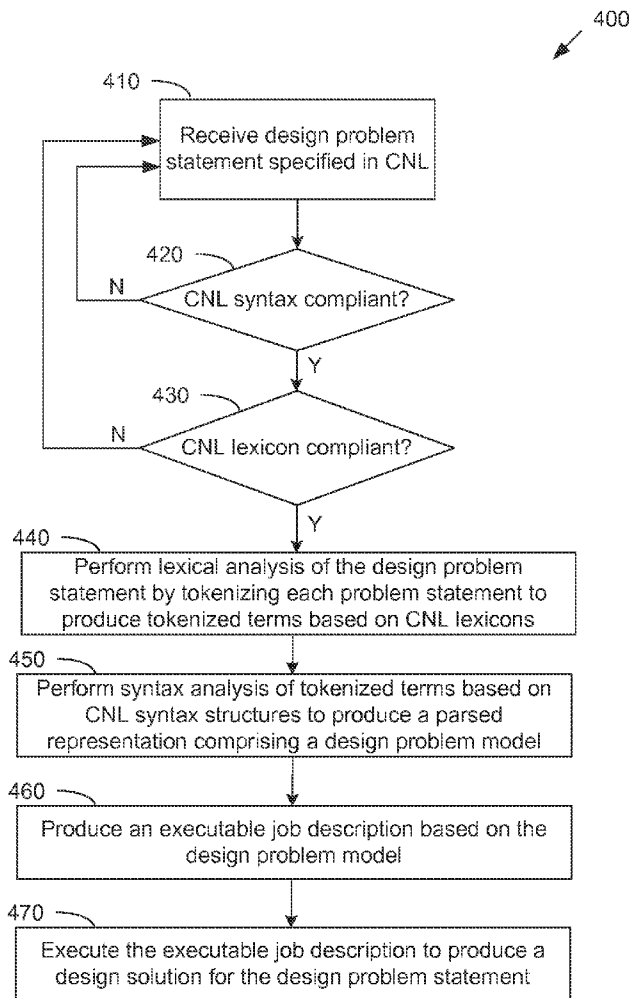 400
410
Receive design problem
statement specified in CNL
420
N
CNL syntax compliant?
Y
430
N
CNL lexicon compliant?
Y
440
Perform lexical analysis of the design problem
statement by tokenizing each problem statement to
produce tokenized terms based on CNL lexicons
450
Perform syntax analysis of tokenized terms based on
CNL syntax structures to produce a parsed
representation comprising a design problem model
460
Produce an executable job description based on the
design problem model
470
Execute the executable job description to produce a
design solution for the design problem statement